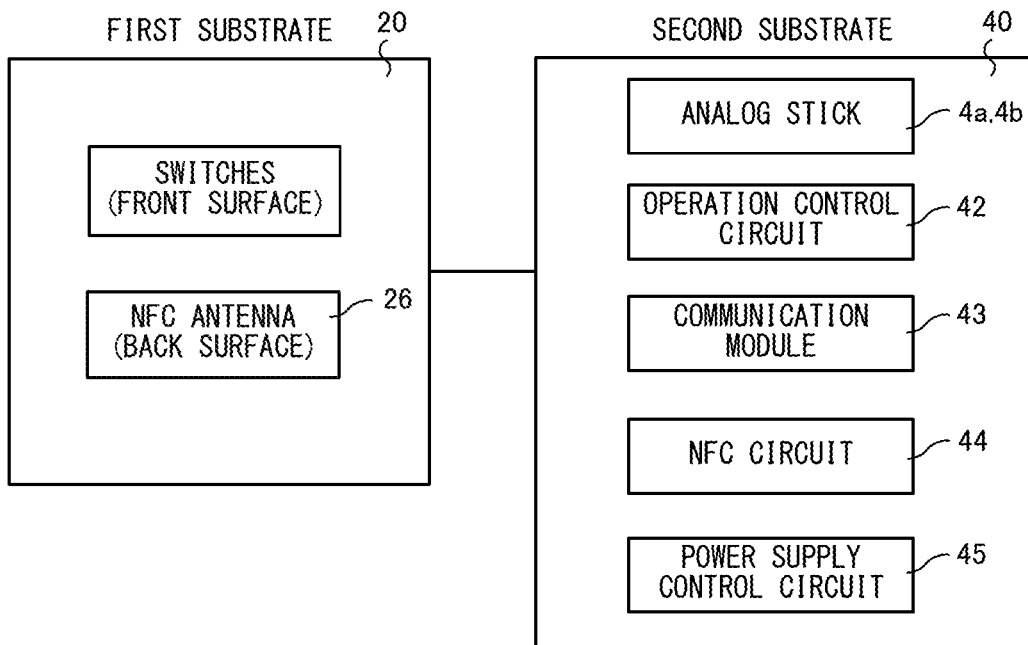 FIRST SUBSTRATE
20
SWITCHES
(FRONT SURFACE)
NFC ANTENNA
(BACK SURFACE)
26
SECOND SUBSTRATE
40
ANALOG STICK
4a,4b
OPERATION CONTROL
CIRCUIT
42
COMMUNICATION
MODULE
43
NFC CIRCUIT
44
POWER SUPPLY
CONTROL CIRCUIT
45